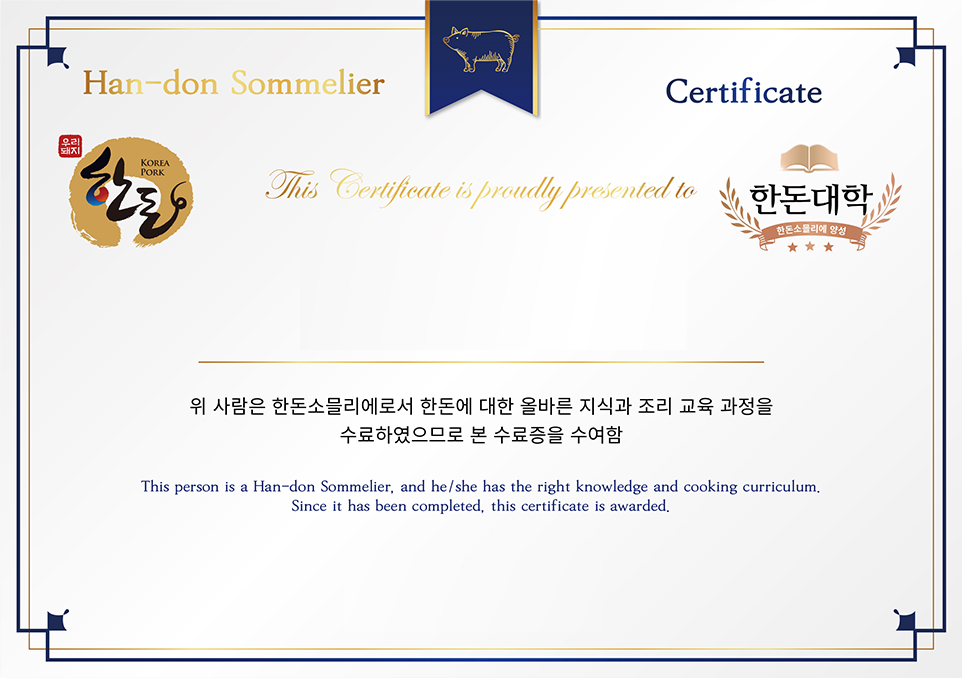 Han-don Sommelier
Certificate
우리
돼지
한돈
KOREA
PORK
This Certificate is proudly presented to
한돈대학
한돈소믈리에 양성
위 사람은 한돈소믈리에로서 한돈에 대한 올바른 지식과 조리 교육 과정을
수료하였으므로 본 수료증을 수여함
This person is a Han-don Sommelier, and he/she has the right knowledge and cooking curriculum.
Since it has been completed, this certificate is awarded.